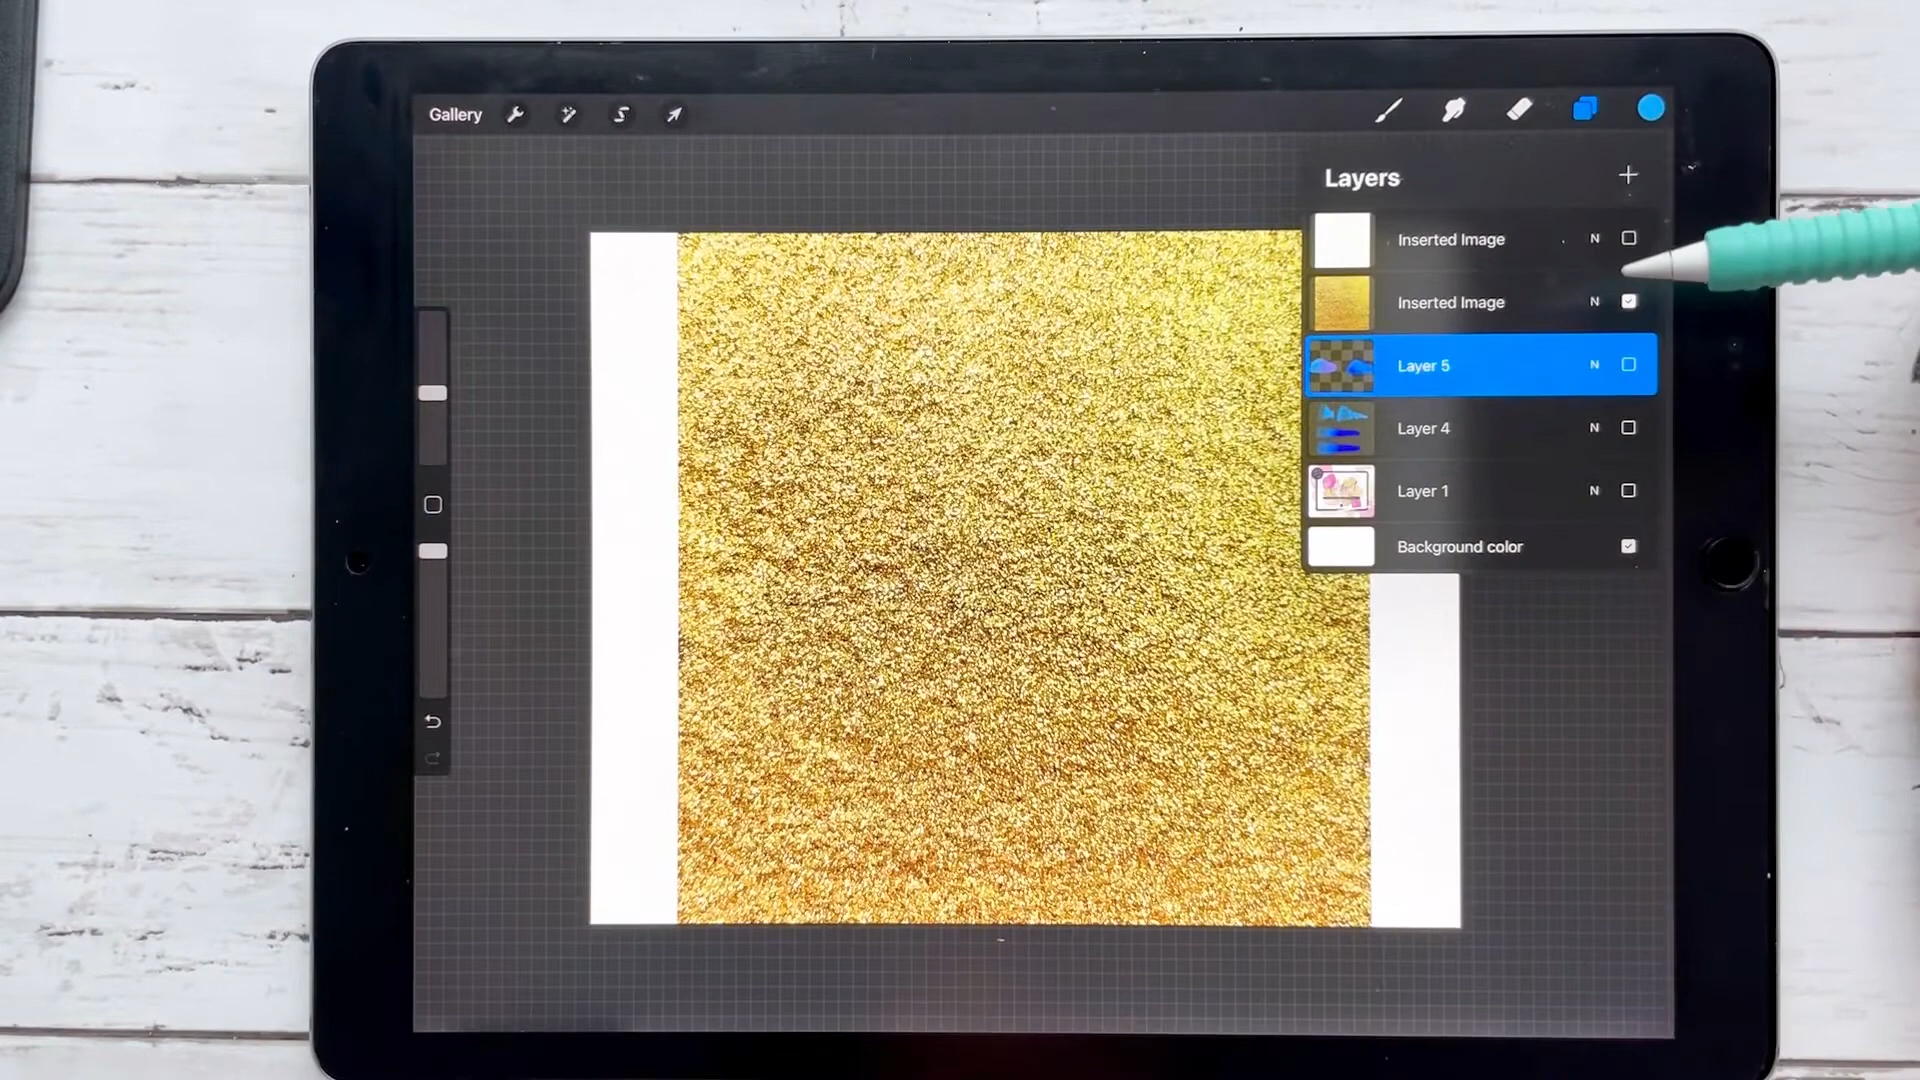 Gallery
Layers
Inserted Image N
Inserted Image N
Layer 5 N
Layer 4 N
Layer 1 N
Background color